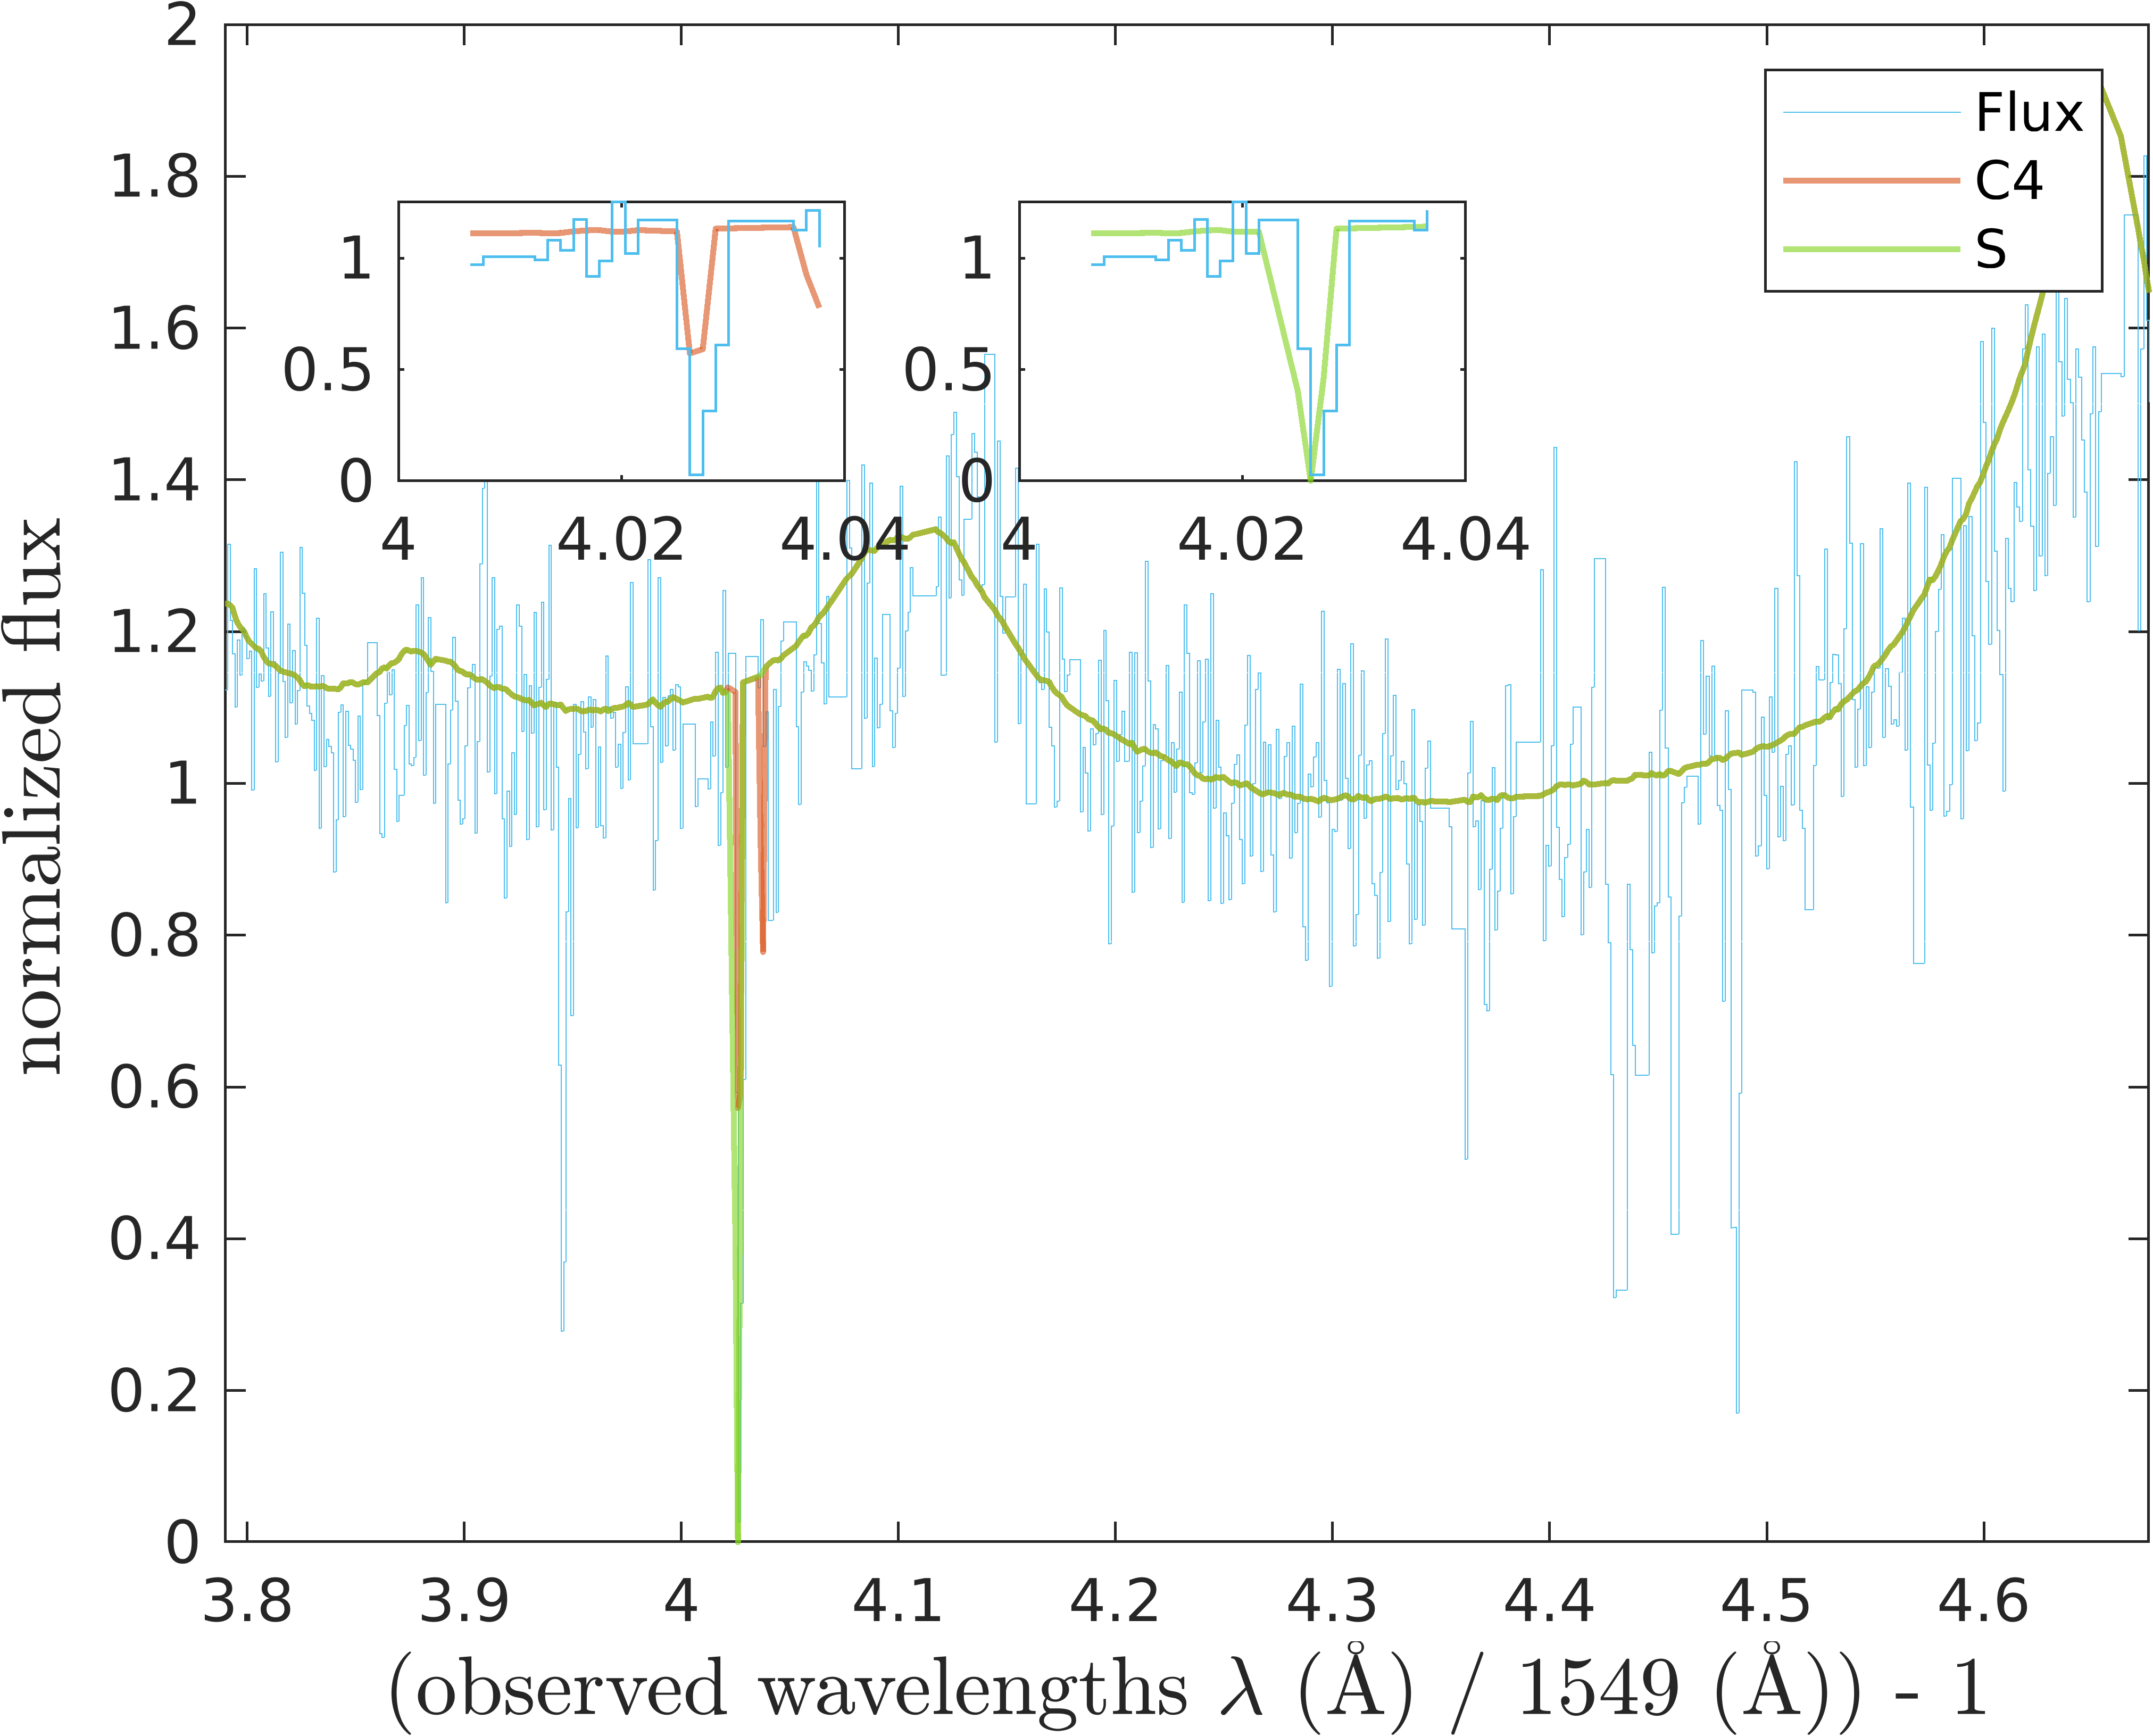 2
1.8
1.6
1.4
1.2
1
0.8
0.6
0.4
0.2
0
normalized flux
Flux
C4
S
1
0.5
0
4 4.02 4.04
1
0.5
0
4 4.02 4.04
3.8 3.9 4 4.1 4.2 4.3 4.4 4.5 4.6
(observed wavelengths λ (Å) / 1549 (Å)) - 1